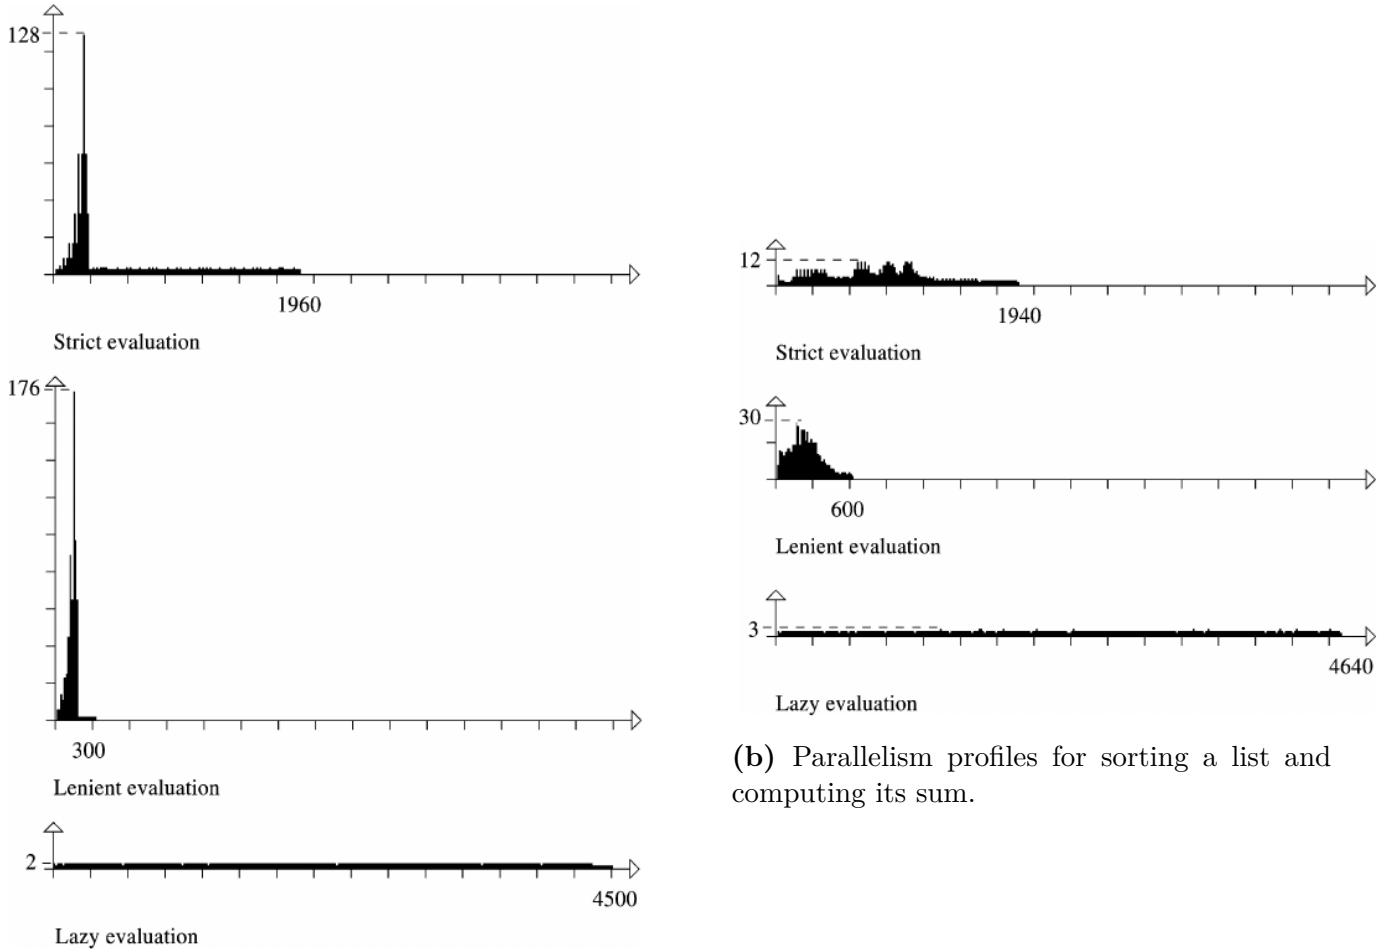 128
1960
Strict evaluation
176
300
Lenient evaluation
2
4500
Lazy evaluation
12
1940
Strict evaluation
30
600
Lenient evaluation
3
4640
Lazy evaluation
(b) Parallelism profiles for sorting a list and
computing its sum.